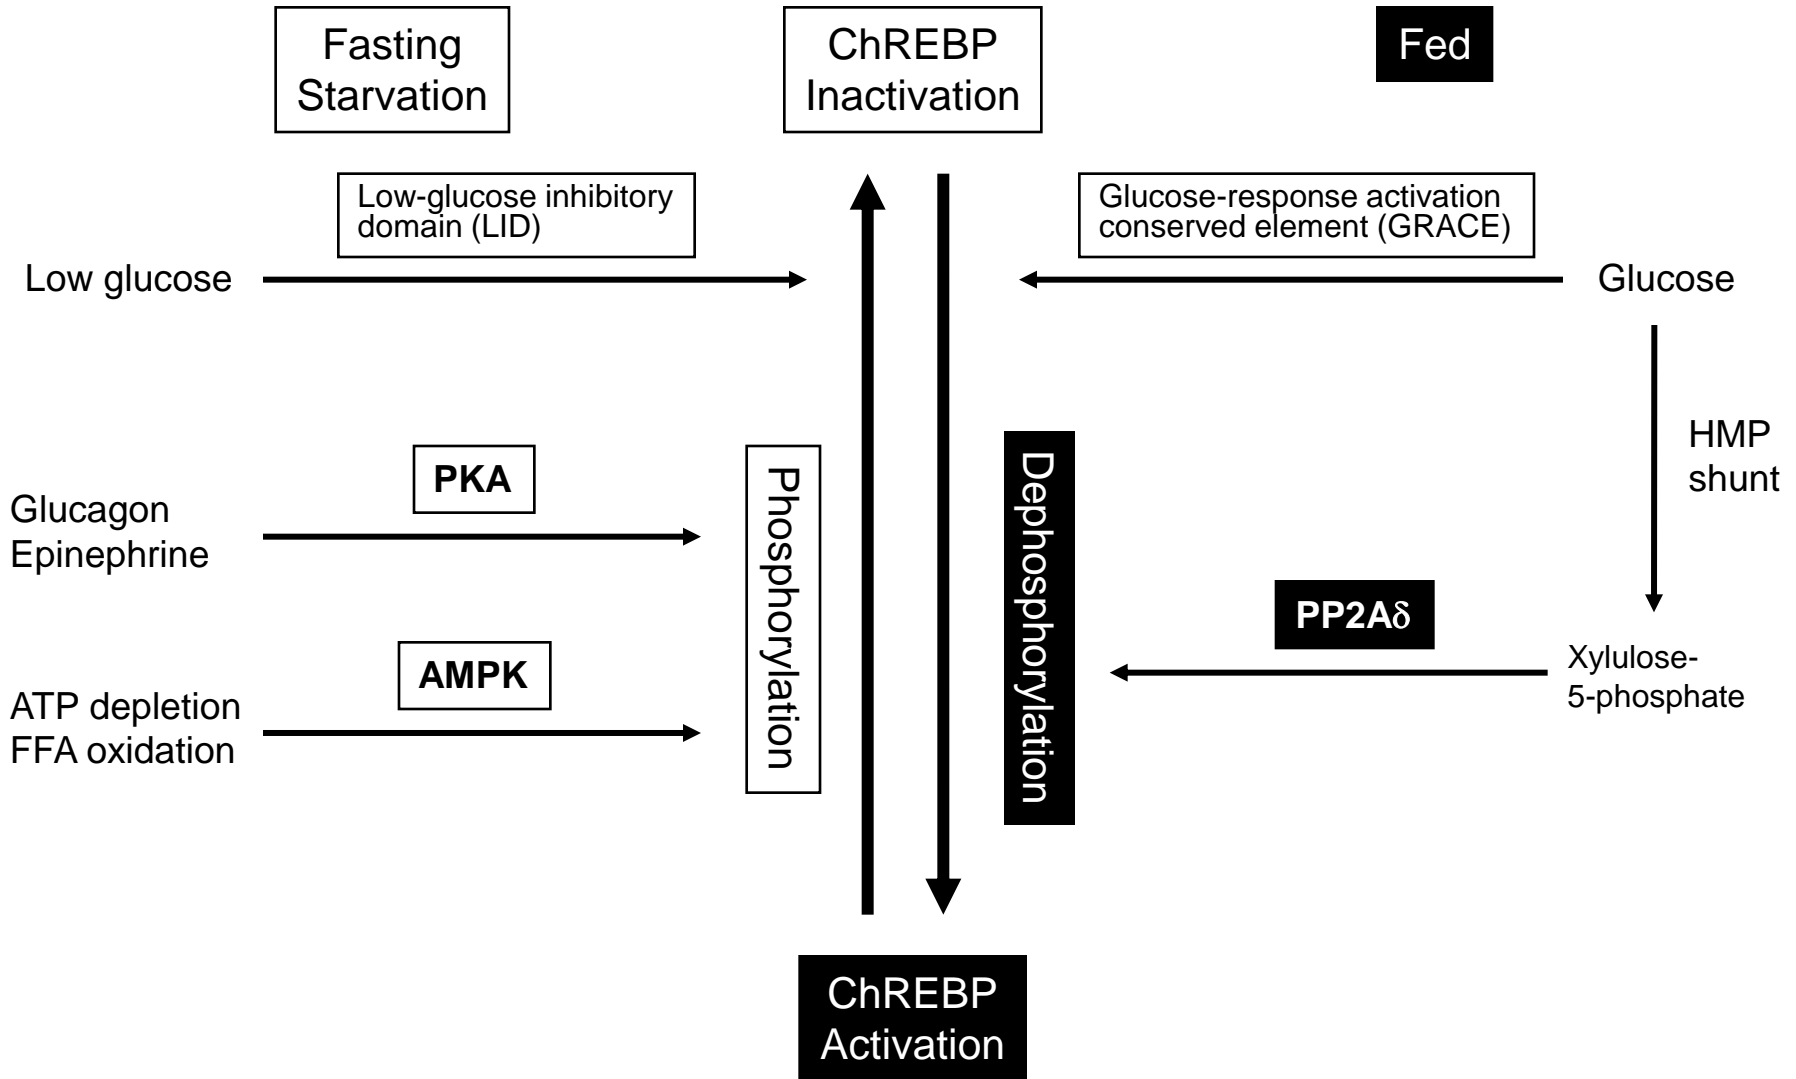 Fasting
Starvation
ChREBP
Inactivation
Fed
Low-glucose inhibitory
domain (LID)
Glucose-response activation
conserved element (GRACE)
Low glucose
Glucose
HMP
shunt
PKA
Glucagon
Epinephrine
Phosphorylation
Dephosphorylation
PP2Aδ
Xylulose-
5-phosphate
AMPK
ATP depletion
FFA oxidation
ChREBP
Activation